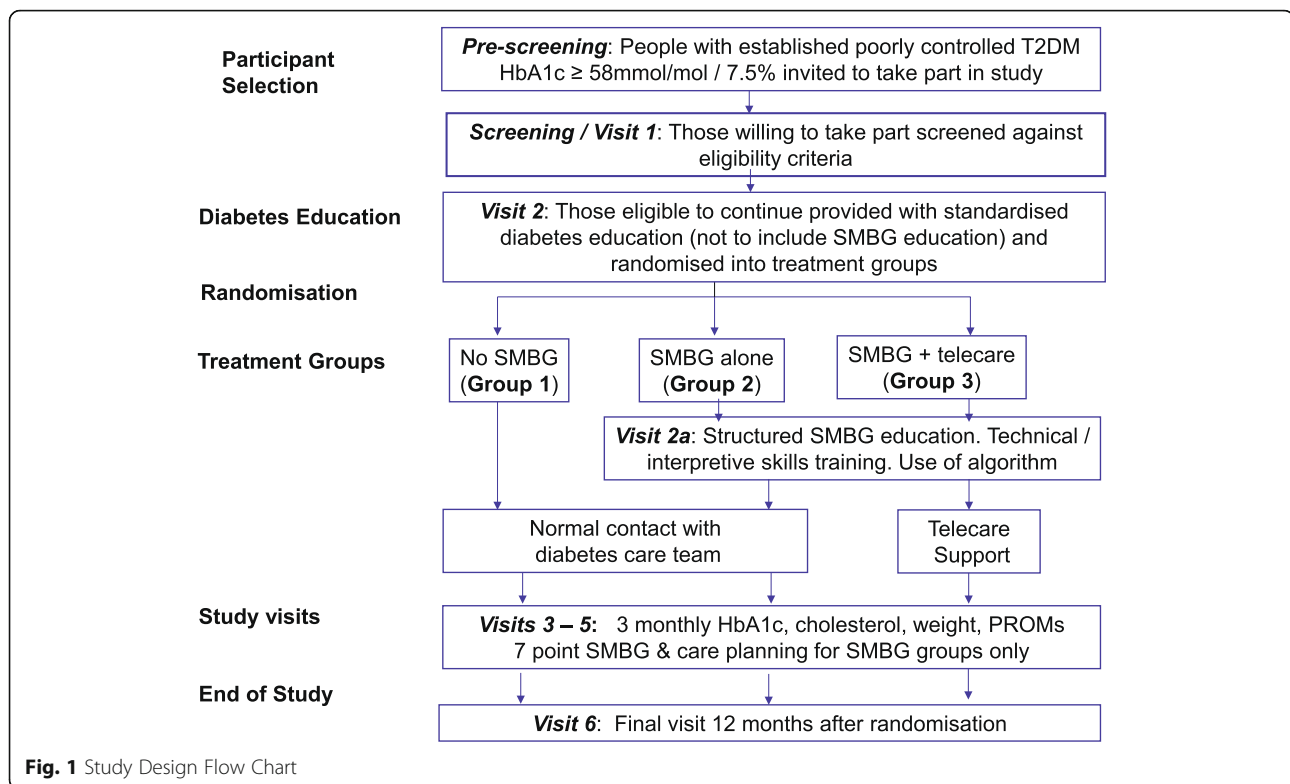 Participant
Selection
Pre-screening: People with established poorly controlled T2DM
HbA1c ≥ 58mmol/mol / 7.5% invited to take part in study
Screening / Visit 1: Those willing to take part screened against
eligibility criteria
Diabetes Education
Visit 2: Those eligible to continue provided with standardised
diabetes education (not to include SMBG education) and
randomised into treatment groups
Randomisation
Treatment Groups
No SMBG
(Group 1)
SMBG alone
(Group 2)
SMBG + telecare
(Group 3)
Visit 2a: Structured SMBG education. Technical /
interpretive skills training. Use of algorithm
Normal contact with
diabetes care team
Telecare
Support
Study visits
Visits 3 – 5: 3 monthly HbA1c, cholesterol, weight, PROMs
7 point SMBG & care planning for SMBG groups only
End of Study
Visit 6: Final visit 12 months after randomisation
Fig. 1 Study Design Flow Chart